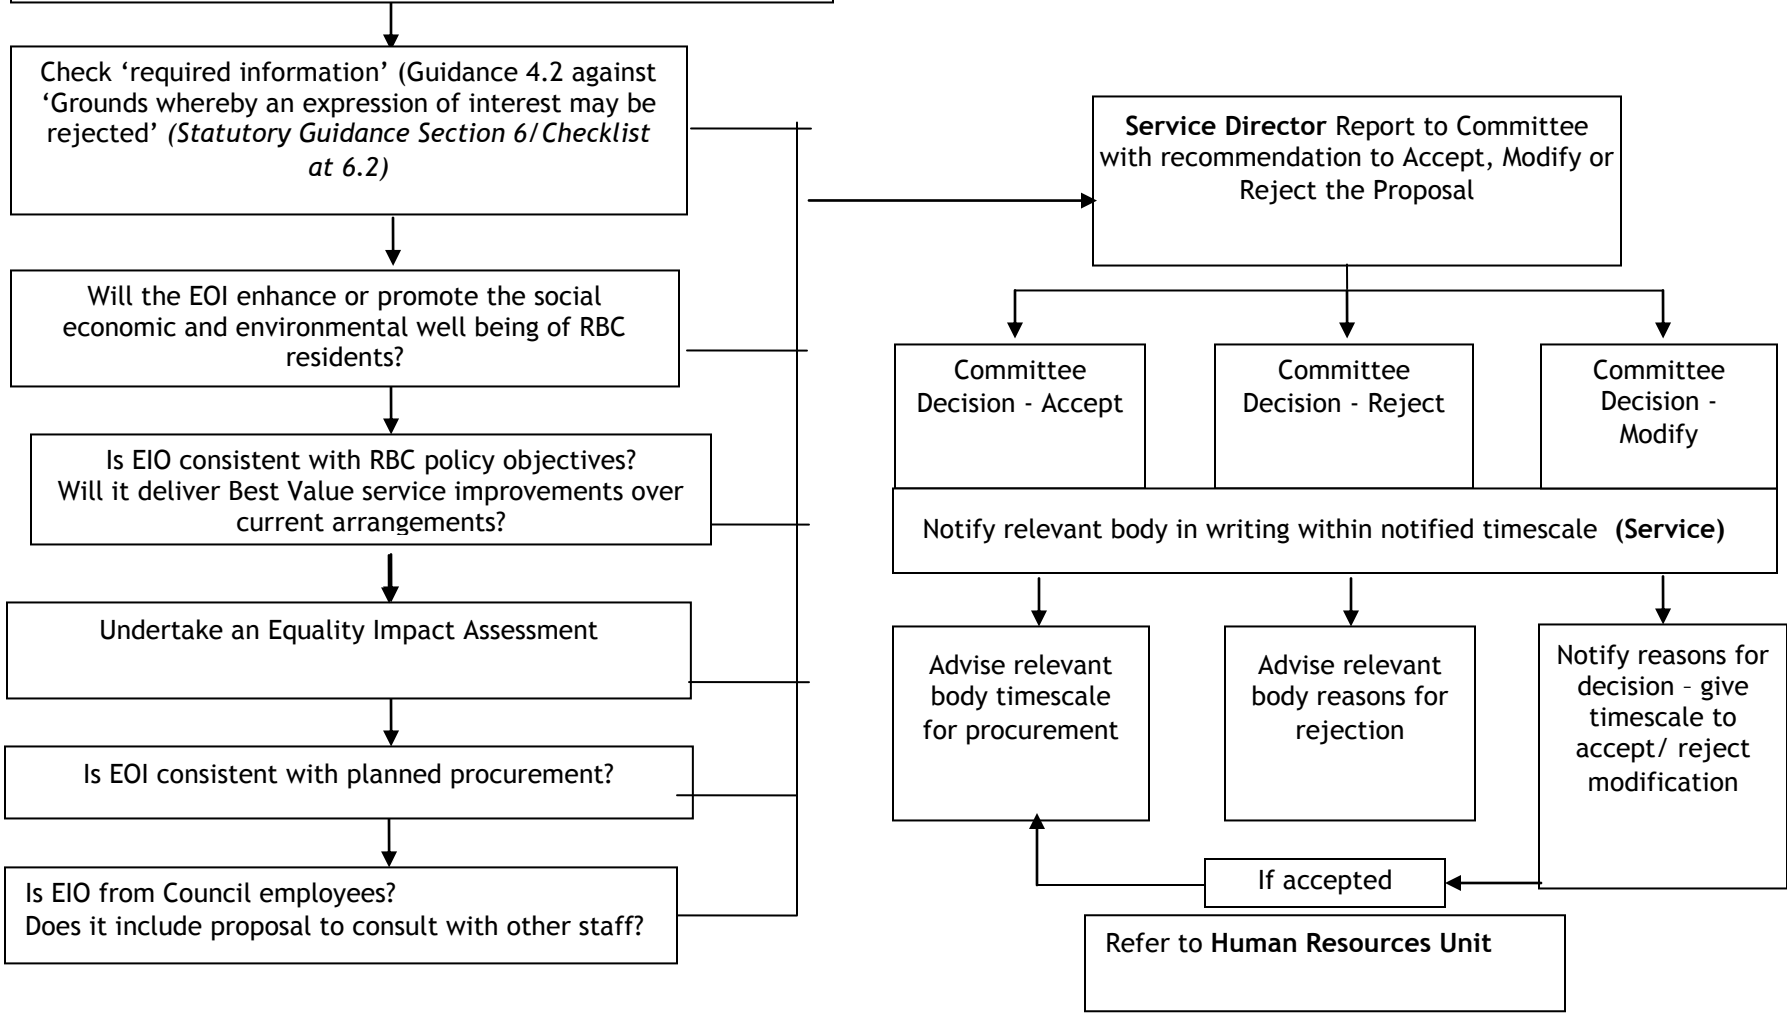 Check ‘required information’ (Guidance 4.2 against
‘Grounds whereby an expression of interest may be
rejected’ (Statutory Guidance Section 6/Checklist
at 6.2)
Will the EOI enhance or promote the social
economic and environmental well being of RBC
residents?
Is EIO consistent with RBC policy objectives?
Will it deliver Best Value service improvements over
current arrangements?
Undertake an Equality Impact Assessment
Is EOI consistent with planned procurement?
Is EIO from Council employees?
Does it include proposal to consult with other staff?
Service Director Report to Committee
with recommendation to Accept, Modify or
Reject the Proposal
Committee
Decision - Accept
Committee
Decision - Reject
Committee
Decision -
Modify
Notify relevant body in writing within notified timescale (Service)
Advise relevant
body timescale
for procurement
Advise relevant
body reasons for
rejection
Notify reasons for
decision – give
timescale to
accept/ reject
modification
If accepted
Refer to Human Resources Unit